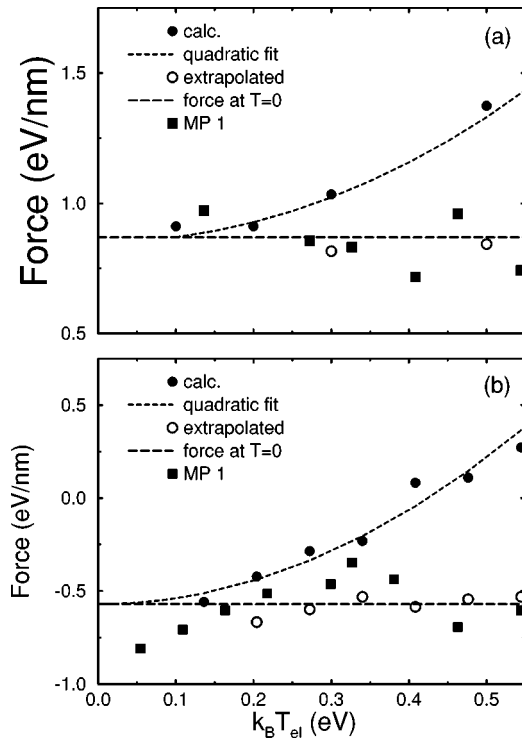 (a)
calc.
quadratic fit
extrapolated
force at T=0
MP 1
1.5
1.0
0.5
Force (eV/nm)
(b)
calc.
quadratic fit
extrapolated
force at T=0
MP 1
0.5
0.0
-0.5
-1.0
Force (eV/nm)
0.0 0.1 0.2 0.3 0.4 0.5
k_BT_el (eV)